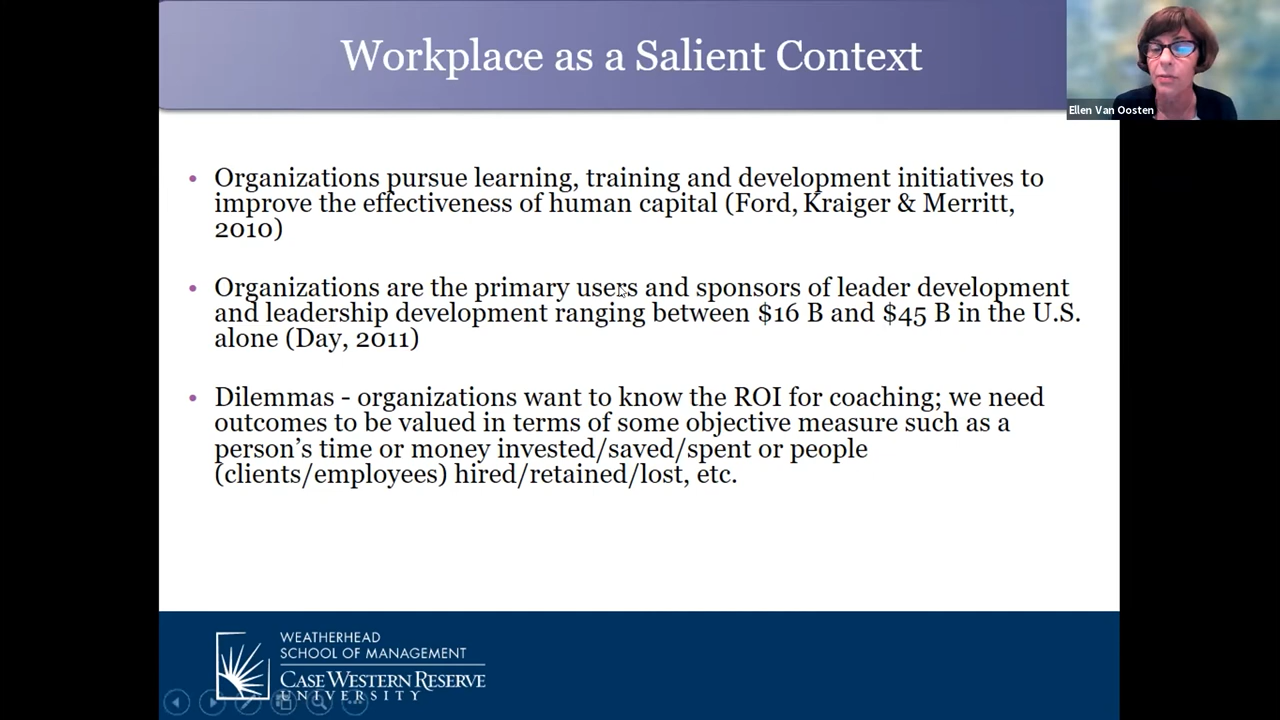 Workplace as a Salient Context
Ellen Van Oosten
• Organizations pursue learning, training and development initiatives to
improve the effectiveness of human capital (Ford, Kraiger & Merritt,
2010)
• Organizations are the primary users and sponsors of leader development
and leadership development ranging between $16 B and $45 B in the U.S.
alone (Day, 2011)
• Dilemmas - organizations want to know the ROI for coaching; we need
outcomes to be valued in terms of some objective measure such as a
person's time or money invested/saved/spent or people
(clients/employees) hired/retained/lost, etc.
WEATHERHEAD
SCHOOL OF MANAGEMENT
CASE WESTERN RESERVE
UNIVERSITY